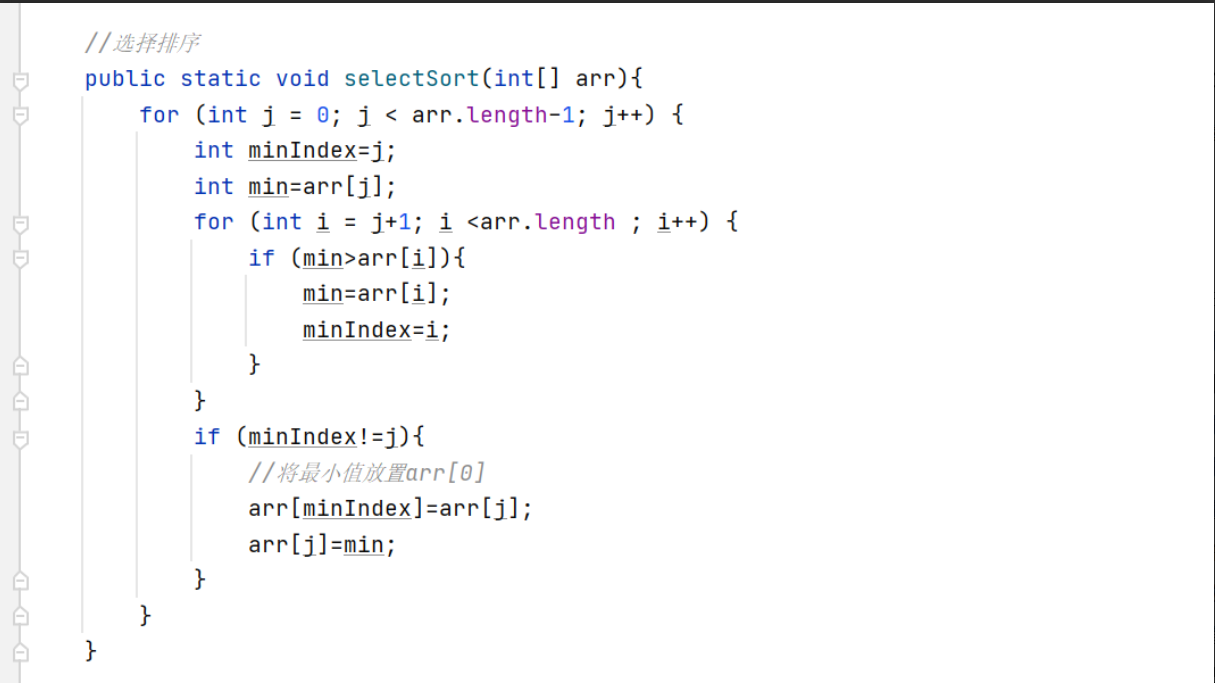 //选择排序
public static void selectSort(int[] arr){
for (int j = 0; j < arr.length-1; j++) {
int minIndex=j;
int min=arr[j];
for (int i = j+1; i <arr.length ; i++) {
if (min>arr[i]){
min=arr[i];
minIndex=i;
}
}
if (minIndex!=j){
//将最小值放置arr[0]
arr[minIndex]=arr[j];
arr[j]=min;
}
}
}